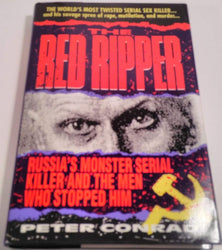 THE WORLD'S MOST TWISTED SERIAL SEX KILLER...
and his savage spree of rape, mutilation, and murder...
THE
RED RIPPER
RUSSIA'S MONSTER SERIAL
KILLER AND THE MEN
WHO STOPPED HIM
PETER CONRADI